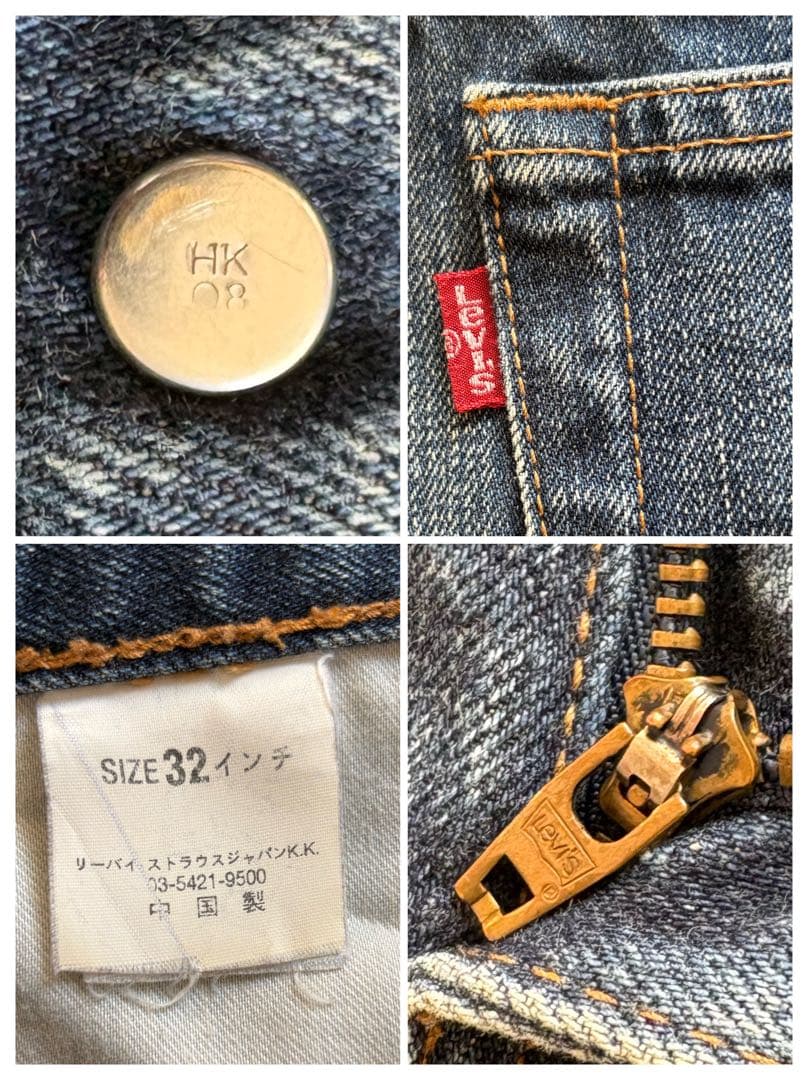 HK
08
LEVI'S
®
SIZE 32インチ
リーバイ ストラウスジャパンK.K.
03-5421-9500
中国製
Levi's
®